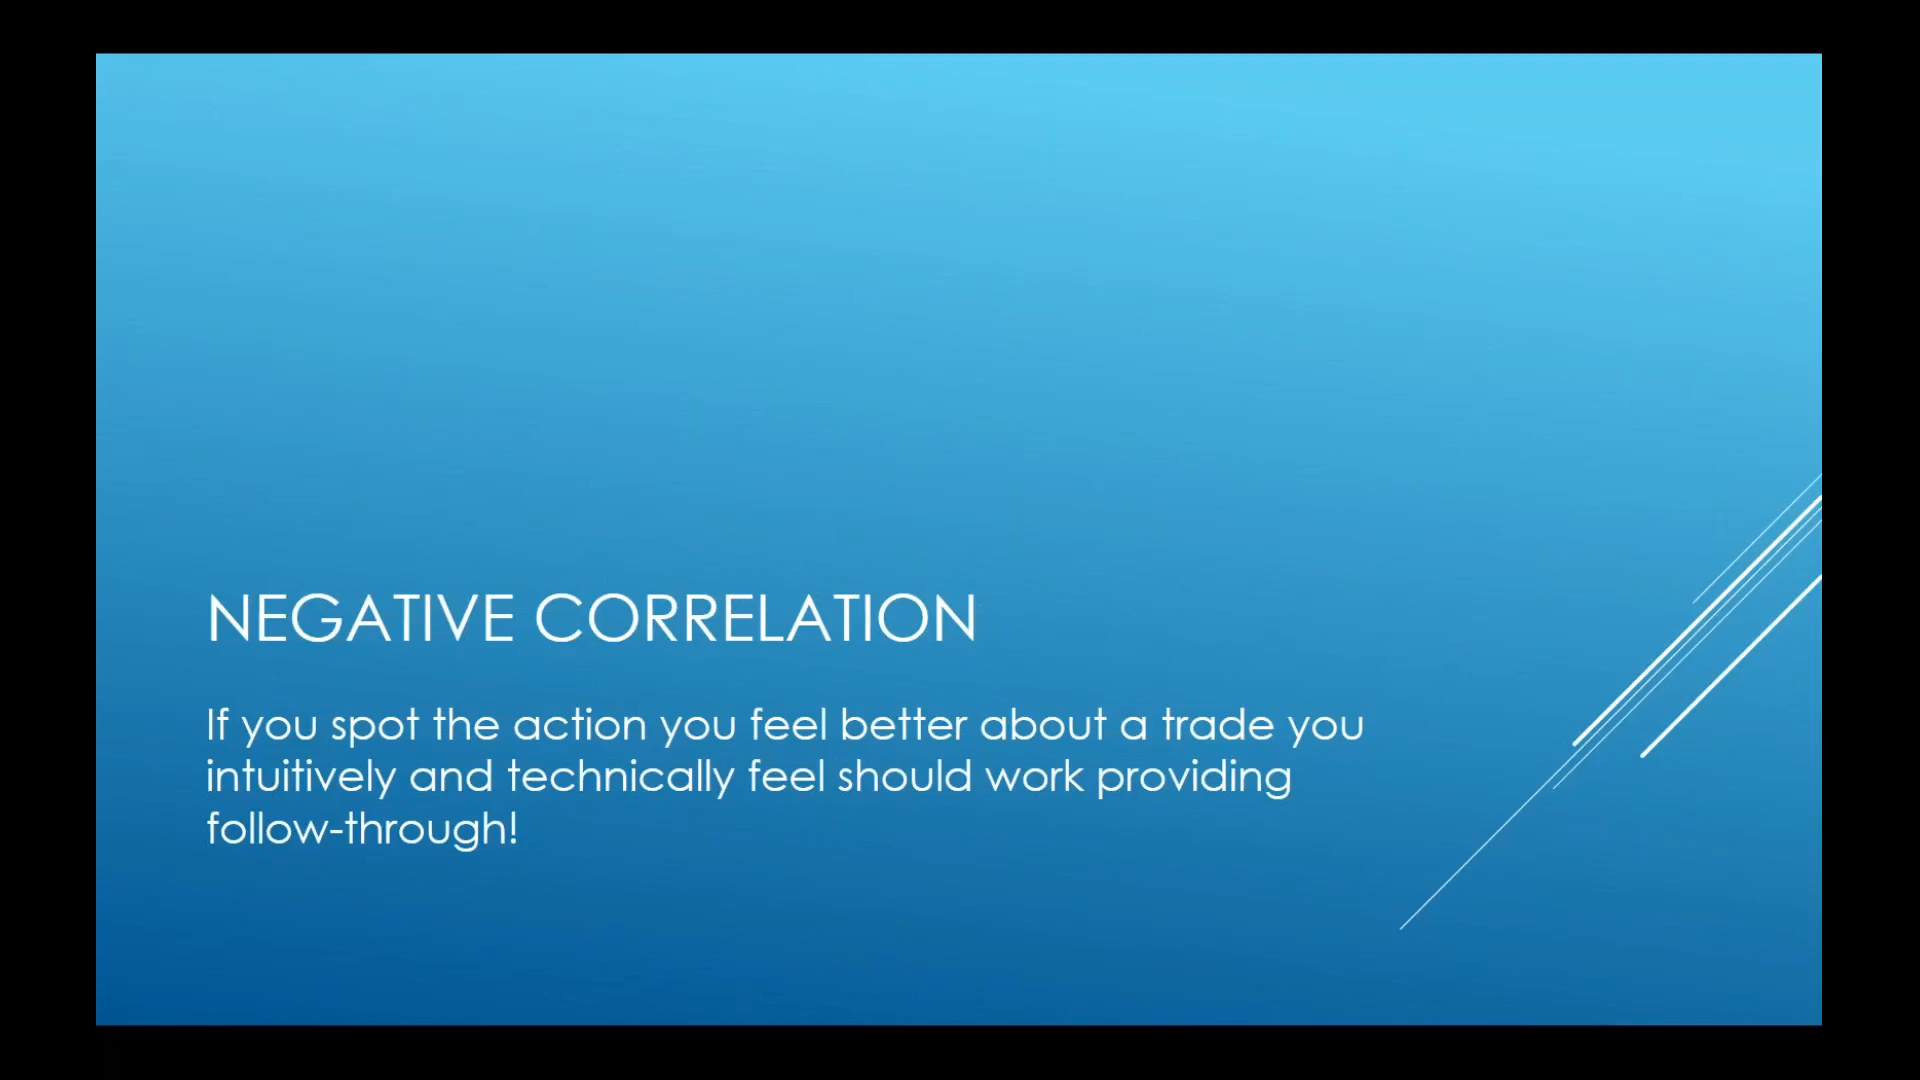 NEGATIVE CORRELATION
If you spot the action you feel better about a trade you
intuitively and technically feel should work providing
follow-through!